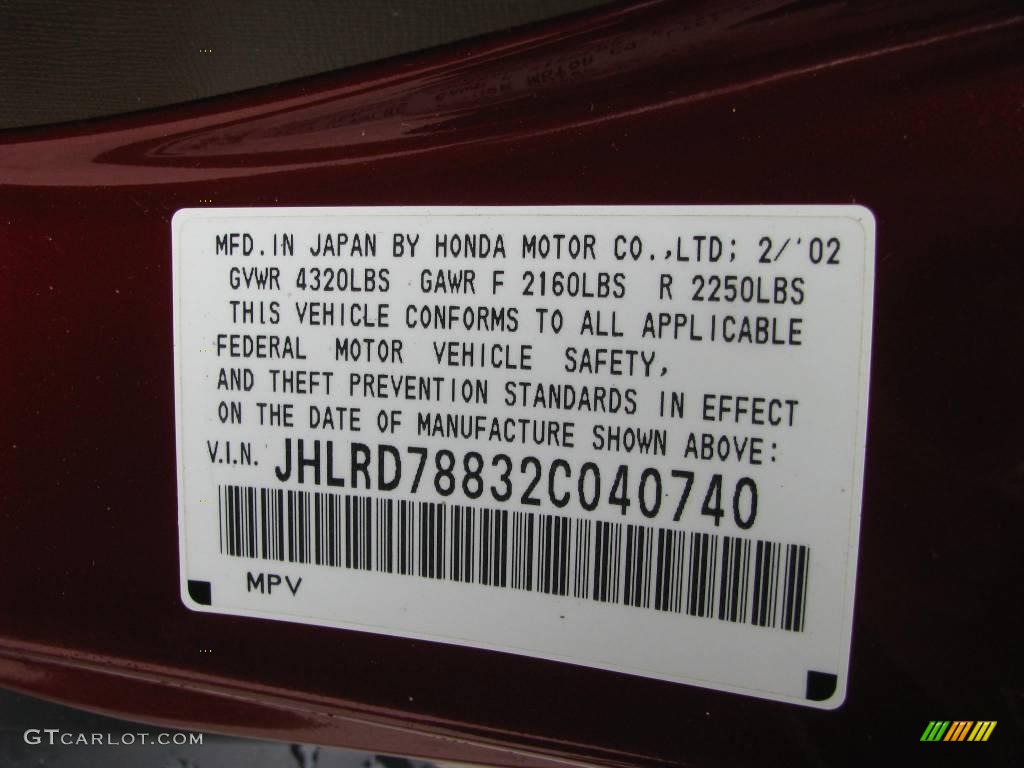 MFD.IN JAPAN BY HONDA MOTOR CO.,LTD; 2/'02
GVWR 4320LBS GAWR F 2160LBS R 2250LBS
THIS VEHICLE CONFORMS TO ALL APPLICABLE
FEDERAL MOTOR VEHICLE SAFETY,
AND THEFT PREVENTION STANDARDS IN EFFECT
ON THE DATE OF MANUFACTURE SHOWN ABOVE:
V.I.N. JHLRD78832C040740
MPV
GTCARLOT.COM